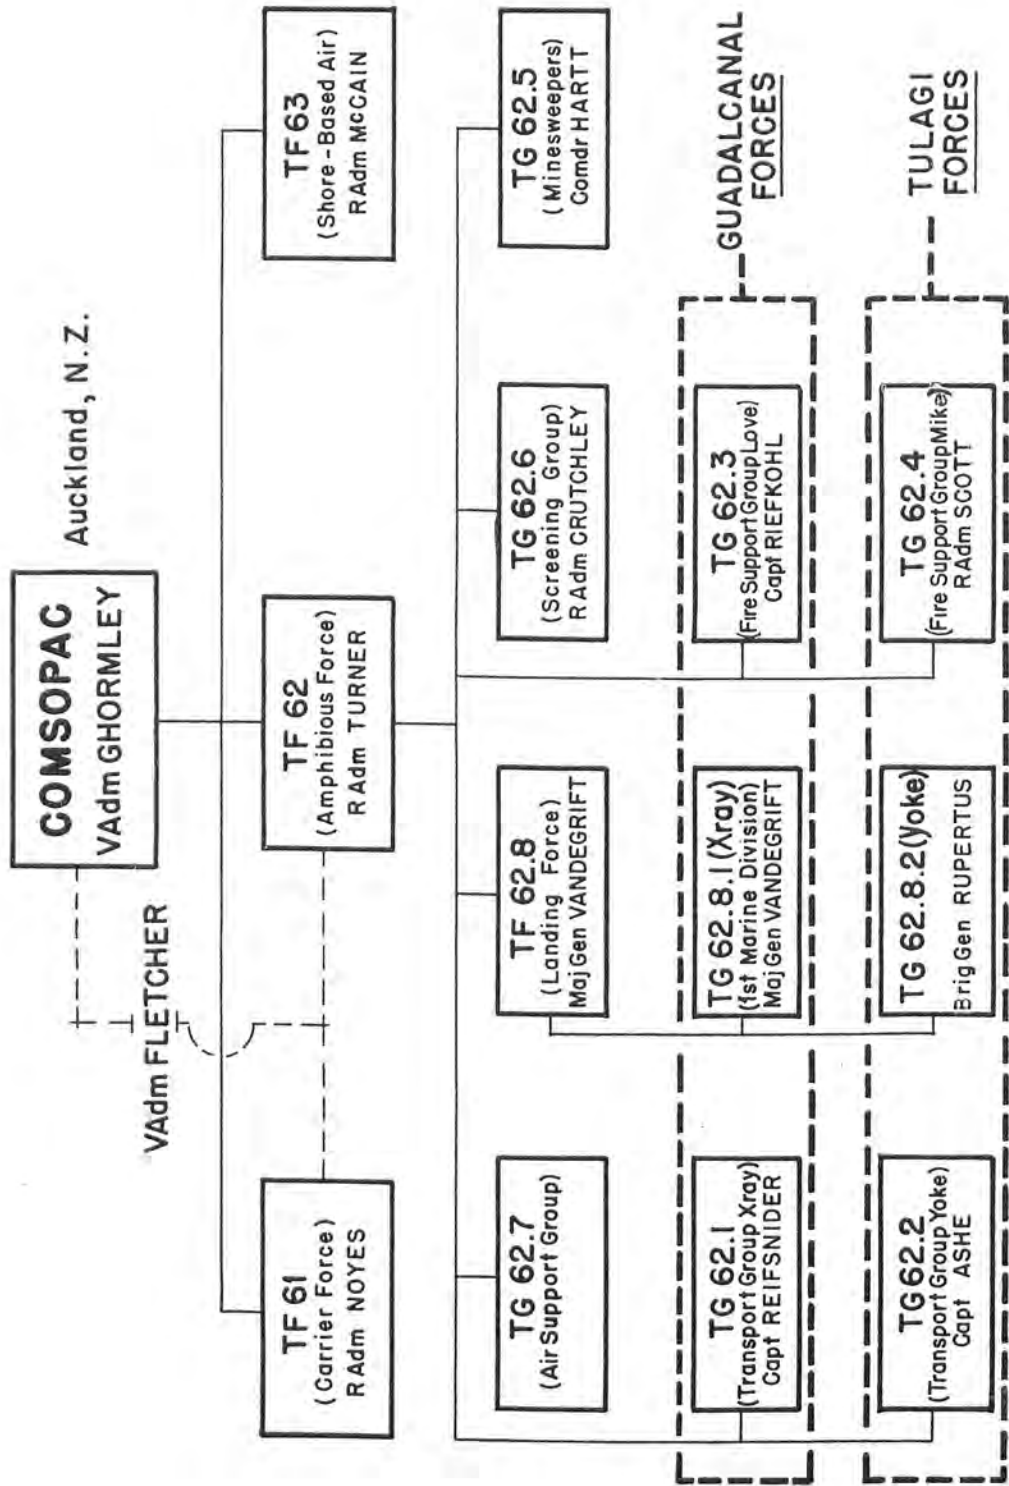 COMSOPAC
VAdm GHORMLEY
Auckland, N.Z.
VAdm FLETCHER
TF 61
(Carrier Force)
RAdm NOYES
TF 62
(Amphibious Force)
RAdm TURNER
TF 63
(Shore-Based Air)
RAdm McCAIN
TG 62.7
(Air Support Group)
TF 62.8
(Landing Force)
MajGen VANDEGRIFT
TG 62.6
(Screening Group)
RAdm CRUTCHLEY
TG 62.5
(Minesweepers)
Comdr HARTT
TG 62.1
(Transport Group Xray)
Capt REIFSNIDER
TG 62.8.1 (Xray)
(1st Marine Division)
MajGen VANDEGRIFT
TG 62.3
(Fire Support Group Love)
Capt RIEFKOHL
GUADALCANAL
FORCES
TG 62.2
(Transport Group Yoke)
Capt ASHE
TG 62.8.2 (Yoke)
BrigGen RUPERTUS
TG 62.4
(Fire Support Group Mike)
RAdm SCOTT
TULAGI
FORCES